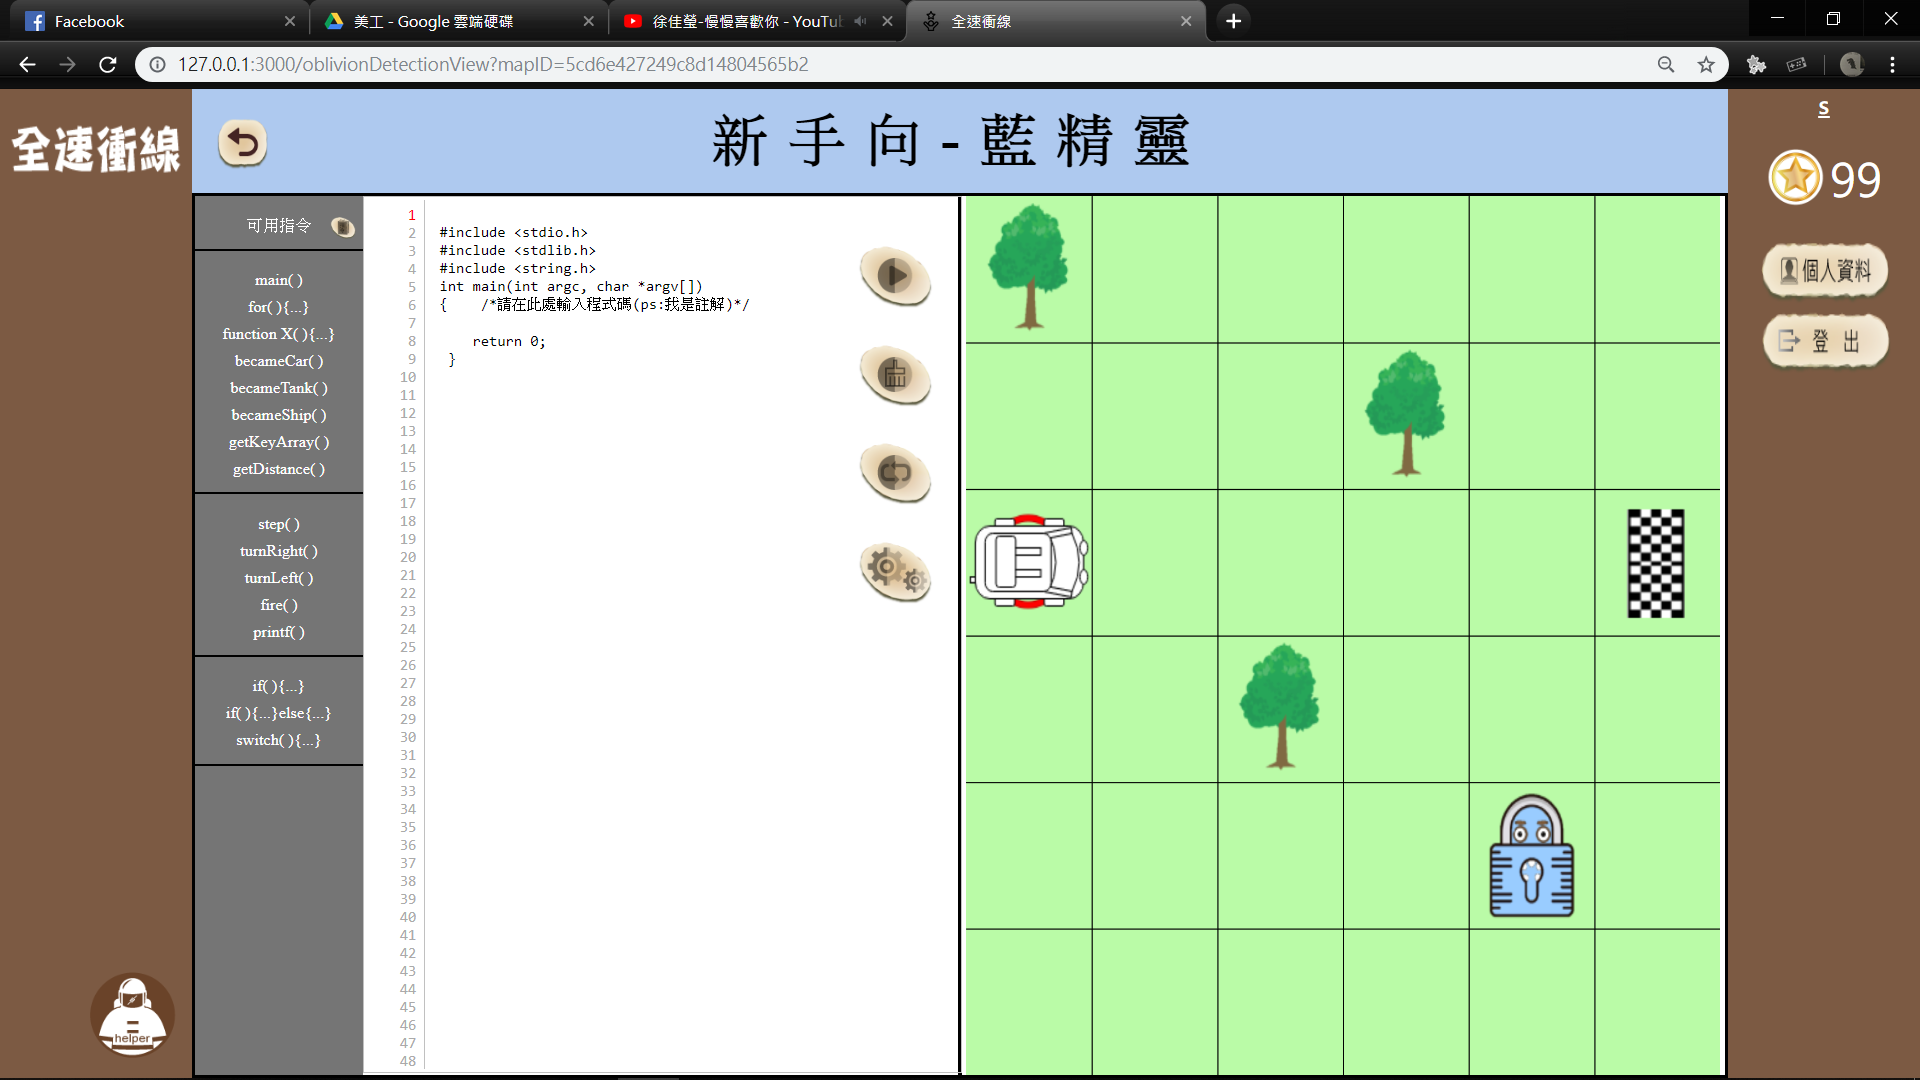 Facebook
美工 - Google 雲端硬碟
徐佳瑩-慢慢喜歡你 - YouTu
全速衝線
127.0.0.1:3000/oblivionDetectionView?mapID=5cd6e427249c8d14804565b2
全速衝線
新手向-藍精靈
S
99
個人資料
登 出
可用指令
main( )
for( ){...}
function X( ){...}
becameCar( )
becameTank( )
becameShip( )
getKeyArray( )
getDistance( )
step( )
turnRight( )
turnLeft( )
fire( )
printf( )
if( ){...}
if( ){...}else{...}
switch( ){...}
1
2 #include <stdio.h>
3 #include <stdlib.h>
4 #include <string.h>
5 int main(int argc, char *argv[])
6 {    /*請在此處輸入程式碼(ps:我是註解)*/
7
8     return 0;
9  }
10
11
12
13
14
15
16
17
18
19
20
21
22
23
24
25
26
27
28
29
30
31
32
33
34
35
36
37
38
39
40
41
42
43
44
45
46
47
48
helper